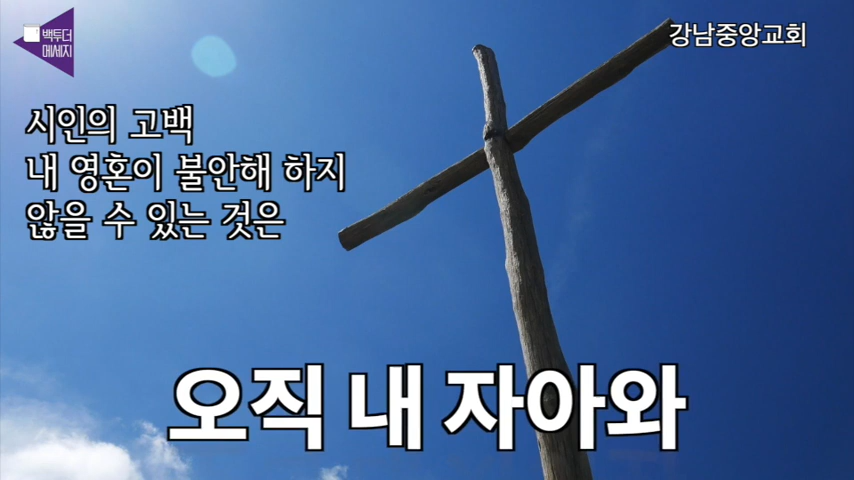 백투더
메세지
강남중앙교회
시인의 고백
내 영혼이 불안해 하지
않을 수 있는 것은
오직 내 자아와